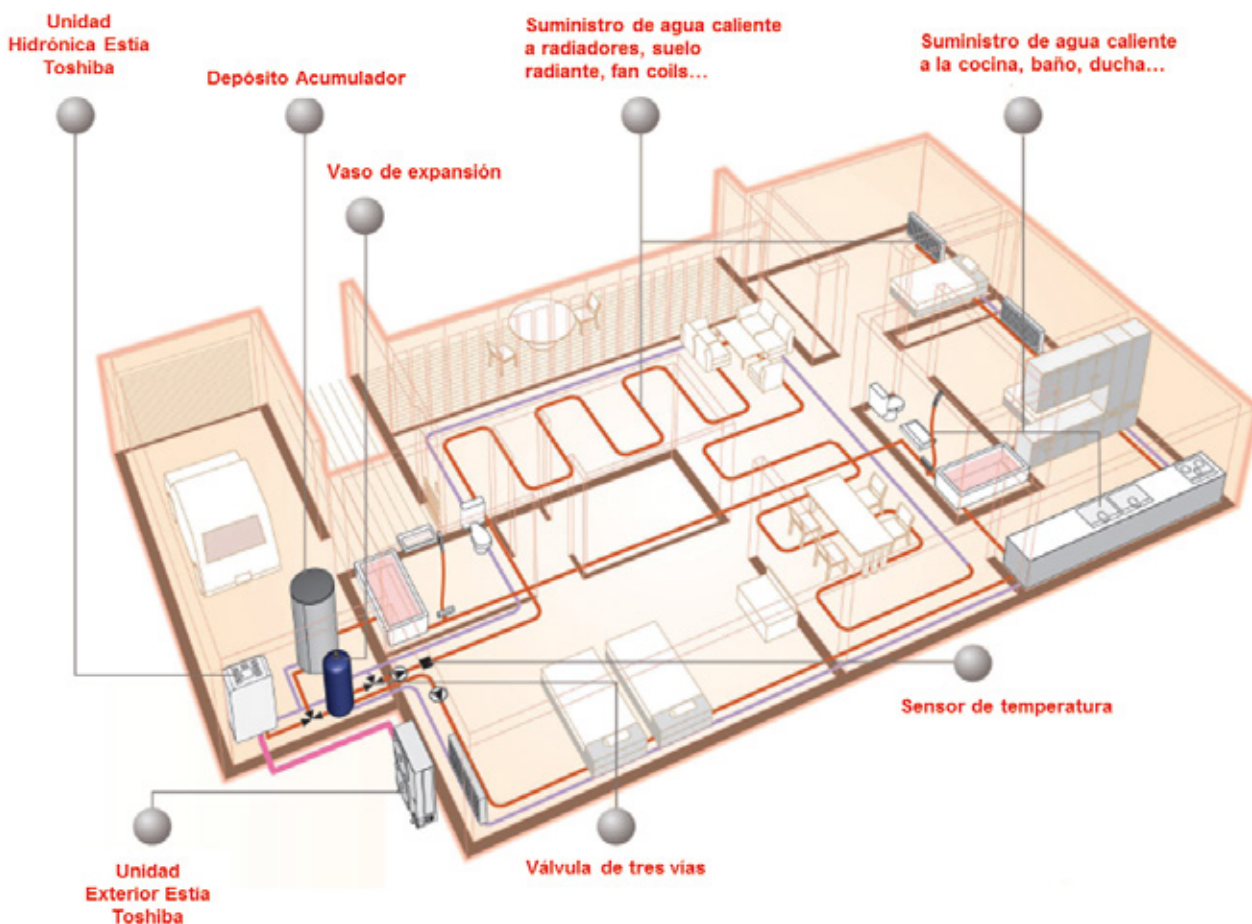 Unidad
Hidrónica Estía
Toshiba
Depósito Acumulador
Vaso de expansión
Suministro de agua caliente
a radiadores, suelo
radiante, fan coils...
Suministro de agua caliente
a la cocina, baño, ducha...
Sensor de temperatura
Válvula de tres vías
Unidad
Exterior Estía
Toshiba